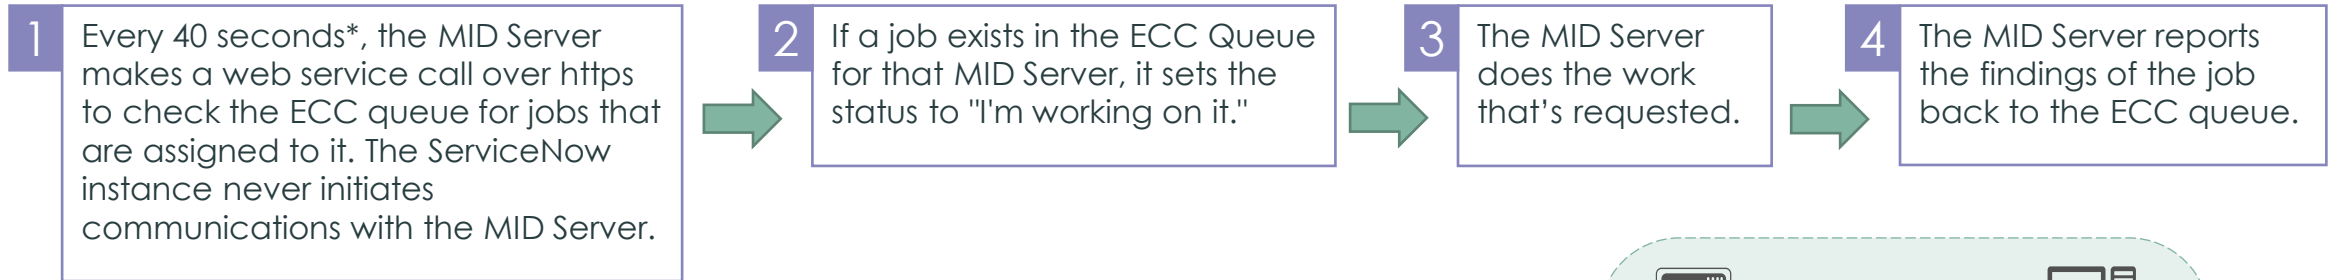 1
Every 40 seconds*, the MID Server
makes a web service call over https
to check the ECC queue for jobs that
are assigned to it. The ServiceNow
instance never initiates
communications with the MID Server.
2
If a job exists in the ECC Queue
for that MID Server, it sets the
status to "I'm working on it."
3
The MID Server
does the work
that’s requested.
4
The MID Server reports
the findings of the job
back to the ECC queue.